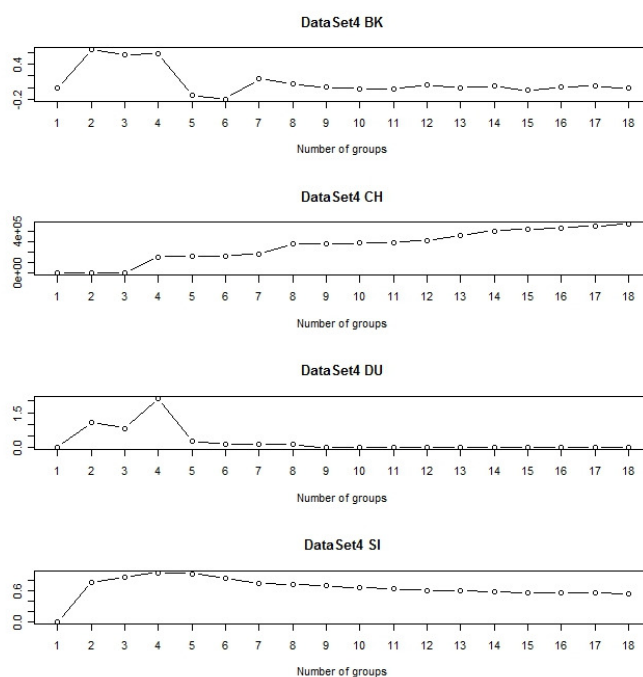 DataSet4 BK
0.4
-0.2
1 2 3 4 5 6 7 8 9 10 11 12 13 14 15 16 17 18
Number of groups
DataSet4 CH
4e+05
0e+00
1 2 3 4 5 6 7 8 9 10 11 12 13 14 15 16 17 18
Number of groups
DataSet4 DU
1.5
0.0
1 2 3 4 5 6 7 8 9 10 11 12 13 14 15 16 17 18
Number of groups
DataSet4 SI
0.6
0.0
1 2 3 4 5 6 7 8 9 10 11 12 13 14 15 16 17 18
Number of groups